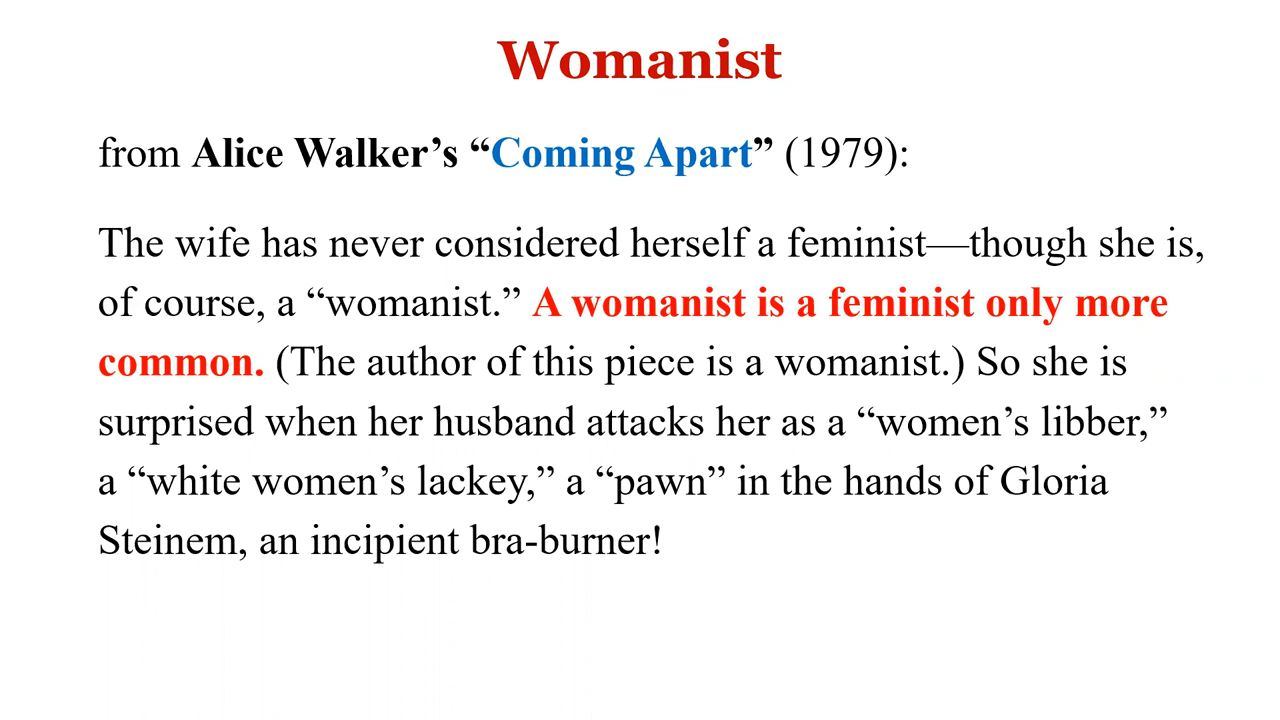 Womanist
from Alice Walker’s “Coming Apart” (1979):
The wife has never considered herself a feminist—though she is,
of course, a “womanist.” A womanist is a feminist only more
common. (The author of this piece is a womanist.) So she is
surprised when her husband attacks her as a “women’s libber,”
a “white women’s lackey,” a “pawn” in the hands of Gloria
Steinem, an incipient bra-burner!